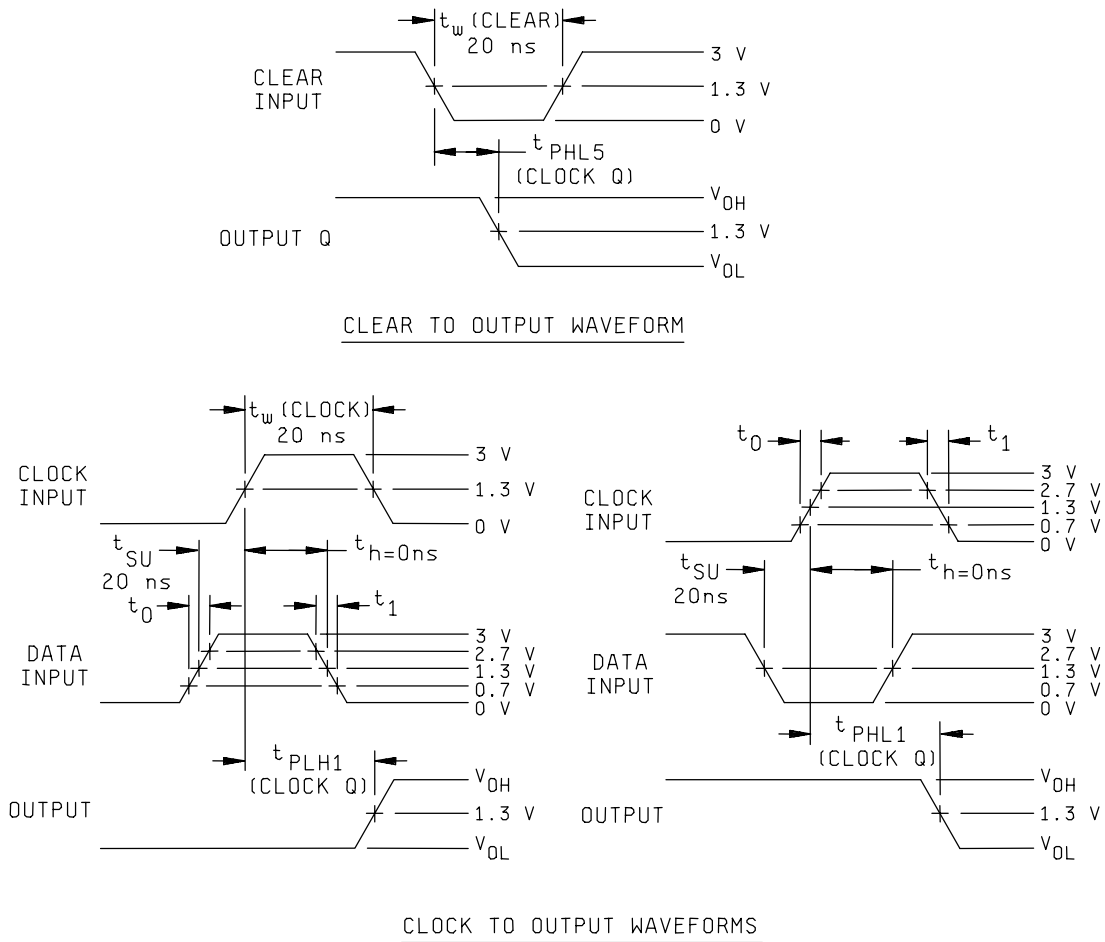 t_w (CLEAR)
20 ns
CLEAR
INPUT
3 V
1.3 V
0 V
t_PHL5
(CLOCK Q)
OUTPUT Q
V_OH
1.3 V
V_OL
CLEAR TO OUTPUT WAVEFORM
t_w (CLOCK)
20 ns
CLOCK
INPUT
3 V
1.3 V
0 V
t_SU
20 ns
t_h=0ns
t_0
t_1
DATA
INPUT
3 V
2.7 V
1.3 V
0.7 V
0 V
t_PLH1
(CLOCK Q)
OUTPUT
V_OH
1.3 V
V_OL
t_0
t_1
CLOCK
INPUT
3 V
2.7 V
1.3 V
0.7 V
0 V
t_SU
20ns
t_h=0ns
DATA
INPUT
3 V
2.7 V
1.3 V
0.7 V
0 V
t_PHL1
(CLOCK Q)
OUTPUT
V_OH
1.3 V
V_OL
CLOCK TO OUTPUT WAVEFORMS